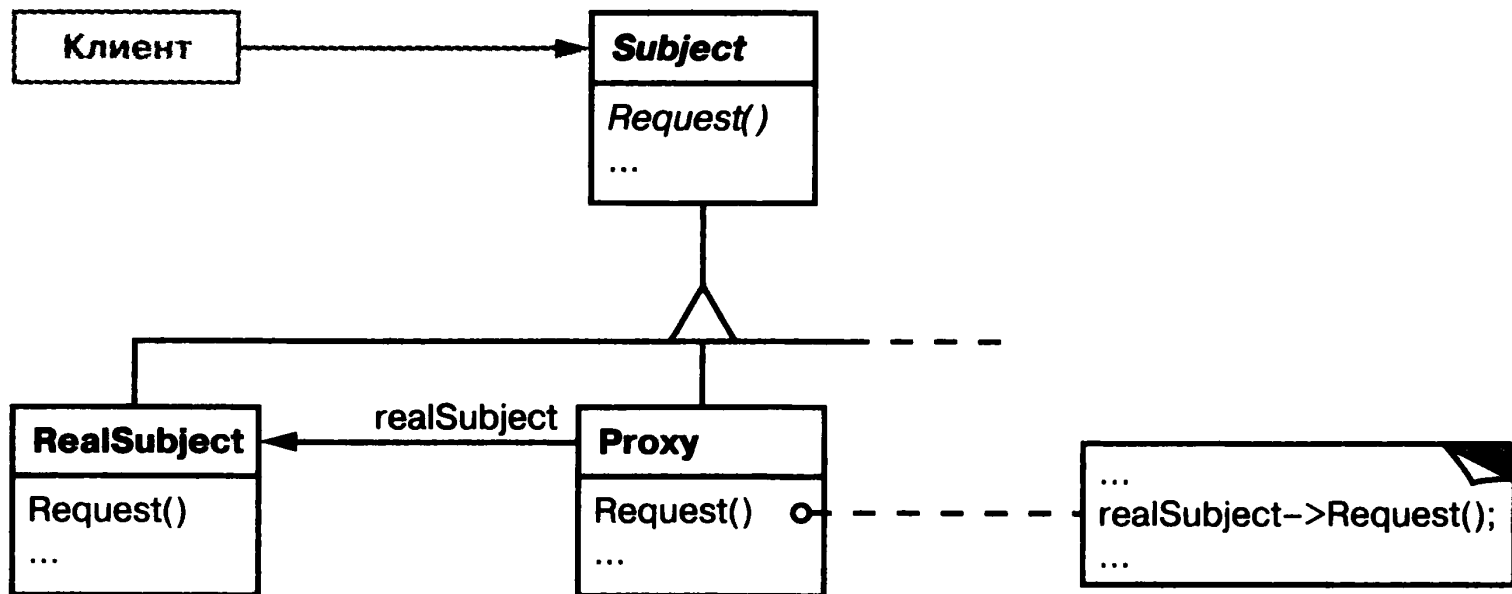 Клиент
Subject
Request()
...
realSubject
RealSubject
Request()
...
Proxy
Request()
...
...
realSubject->Request();
...